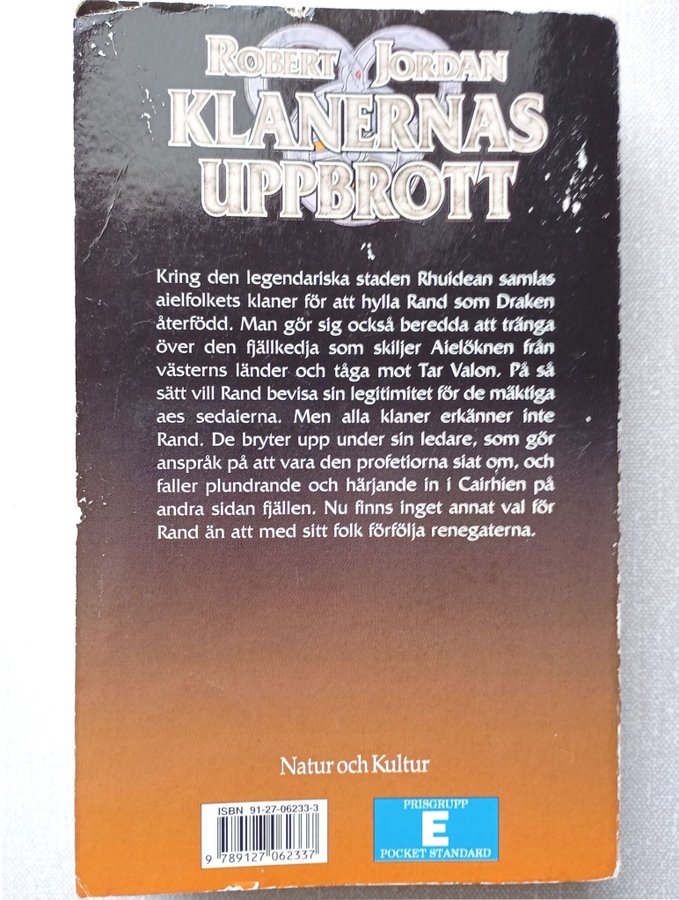 ROBERT JORDAN
KLANERNAS
UPPBROTT
Kring den legendariska staden Rhuidean samlas
aielfolkets klaner för att hylla Rand som Draken
återfödd. Man gör sig också beredda att tränga
över den fjällkedja som skiljer Aielöknen från
västerns länder och tåga mot Tar Valon. På så
sätt vill Rand bevisa sin legitimitet för de mäktiga
aes sedaierna. Men alla klaner erkänner inte
Rand. De bryter upp under sin ledare, som gör
anspråk på att vara den profetiorna siat om, och
faller plundrande och härjande in i Cairhien på
andra sidan fjällen. Nu finns inget annat val för
Rand än att med sitt folk förfölja renegaterna.
Natur och Kultur
ISBN 91-27-06233-3
9 789127 062337
PRISGRUPP
E
POCKET STANDARD